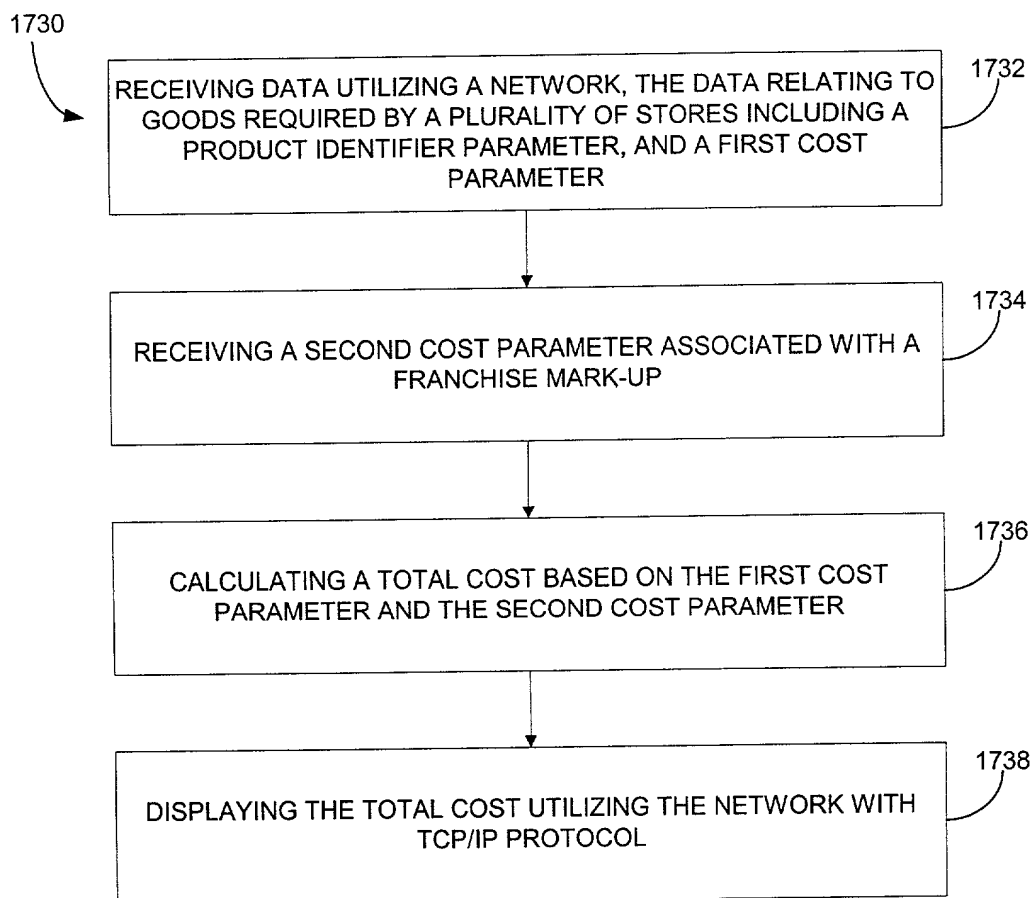 1730
RECEIVING DATA UTILIZING A NETWORK, THE DATA RELATING TO
GOODS REQUIRED BY A PLURALITY OF STORES INCLUDING A
PRODUCT IDENTIFIER PARAMETER, AND A FIRST COST
PARAMETER
1732
RECEIVING A SECOND COST PARAMETER ASSOCIATED WITH A
FRANCHISE MARK-UP
1734
CALCULATING A TOTAL COST BASED ON THE FIRST COST
PARAMETER AND THE SECOND COST PARAMETER
1736
DISPLAYING THE TOTAL COST UTILIZING THE NETWORK WITH
TCP/IP PROTOCOL
1738